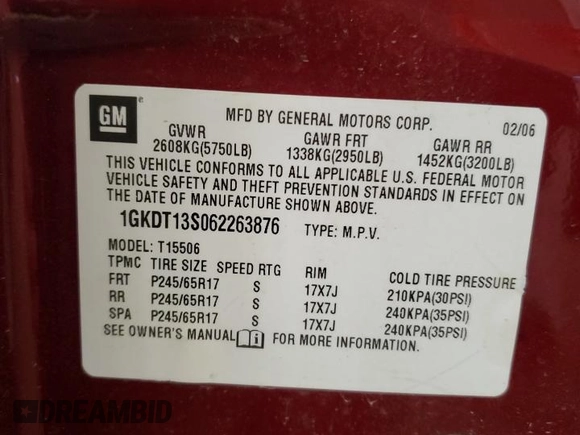 GM ®
MFD BY GENERAL MOTORS CORP. 02/06
GVWR GAWR FRT GAWR RR
2608KG(5750LB) 1338KG(2950LB) 1452KG(3200LB)
THIS VEHICLE CONFORMS TO ALL APPLICABLE U.S. FEDERAL MOTOR
VEHICLE SAFETY AND THEFT PREVENTION STANDARDS IN EFFECT ON
THE DATE OF MANUFACTURE SHOWN ABOVE.
1GKDT13S062263876 TYPE: M.P.V.
MODEL: T15506
TPMC TIRE SIZE SPEED RTG RIM COLD TIRE PRESSURE
FRT P245/65R17 S 17X7J 210KPA(30PSI)
RR P245/65R17 S 17X7J 240KPA(35PSI)
SPA P245/65R17 S 17X7J 240KPA(35PSI)
SEE OWNER'S MANUAL i FOR MORE INFORMATION.
DREAMBID